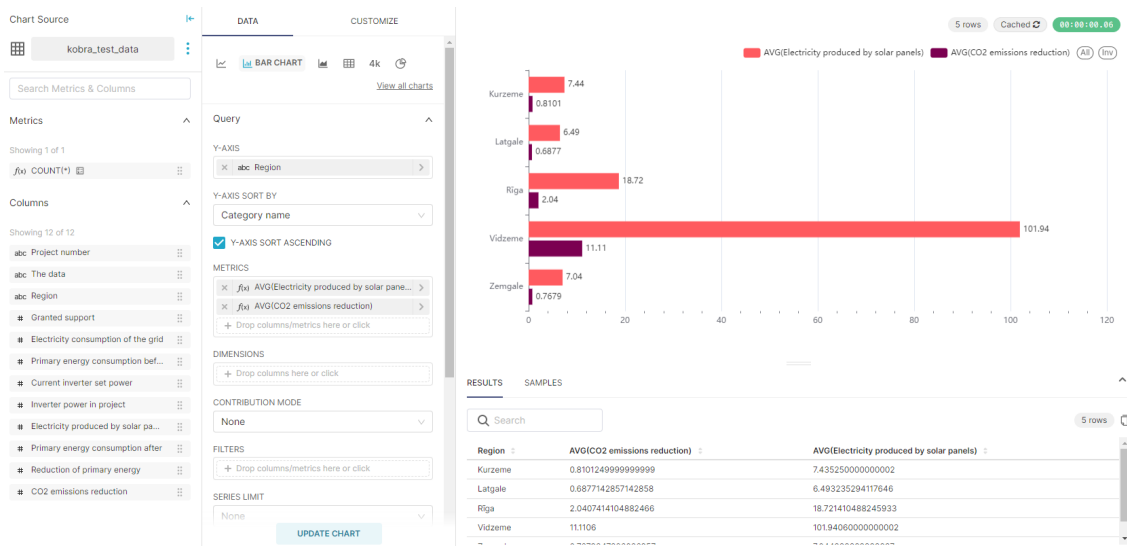 Chart Source
kobra_test_data
Search Metrics & Columns
Metrics
Showing 1 of 1
f(x) COUNT(*)
Columns
Showing 12 of 12
abc Project number
abc The data
abc Region
# Granted support
# Electricity consumption of the grid
# Primary energy consumption bef...
# Current inverter set power
# Inverter power in project
# Electricity produced by solar pa...
# Primary energy consumption after
# Reduction of primary energy
# CO2 emissions reduction
DATA CUSTOMIZE
BAR CHART 4k
View all charts
Query
Y-AXIS
× abc Region
Y-AXIS SORT BY
Category name
Y-AXIS SORT ASCENDING
METRICS
× f(x) AVG(Electricity produced by solar pane...
× f(x) AVG(CO2 emissions reduction)
+ Drop columns/metrics here or click
DIMENSIONS
+ Drop columns here or click
CONTRIBUTION MODE
None
FILTERS
+ Drop columns/metrics here or click
SERIES LIMIT
None
UPDATE CHART
5 rows Cached 00:00:00.06
AVG(Electricity produced by solar panels) AVG(CO2 emissions reduction) All Inv
Kurzeme 7.44
0.8101
Latgale 6.49
0.6877
Rīga 18.72
2.04
Vidzeme 101.94
11.11
Zemgale 7.04
0.7679
0 20 40 60 80 100 120
RESULTS SAMPLES
Search
5 rows
Region AVG(CO2 emissions reduction) AVG(Electricity produced by solar panels)
Kurzeme 0.8101249999999999 7.435250000000002
Latgale 0.6877142857142858 6.493235294117646
Rīga 2.0407414104882466 18.721410488245933
Vidzeme 11.1106 101.94060000000002